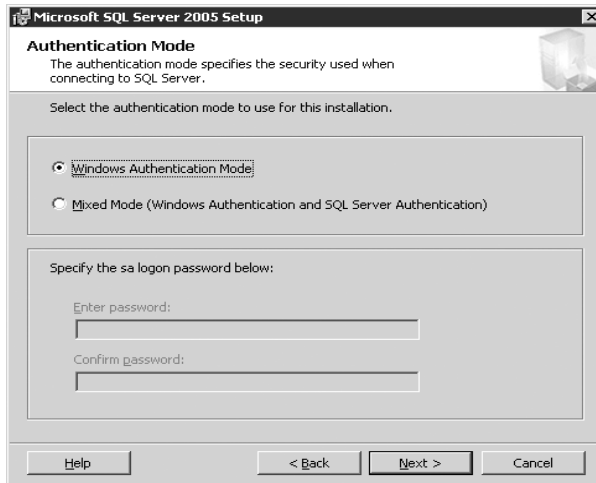 Microsoft SQL Server 2005 Setup
Authentication Mode
The authentication mode specifies the security used when
connecting to SQL Server.
Select the authentication mode to use for this installation.
Windows Authentication Mode
Mixed Mode (Windows Authentication and SQL Server Authentication)
Specify the sa logon password below:
Enter password:
Confirm password:
Help < Back Next > Cancel